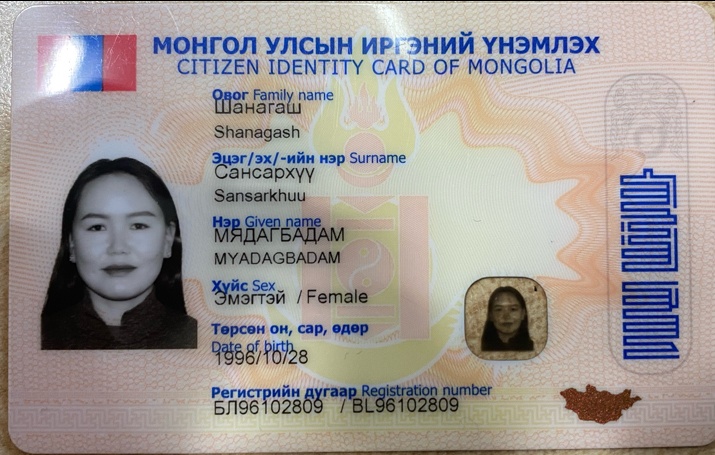 МОНГОЛ УЛСЫН ИРГЭНИЙ ҮНЭМЛЭХ
CITIZEN IDENTITY CARD OF MONGOLIA
Овог Family name
Шанагаш
Shanagash
Эцэг/эх/-ийн нэр Surname
Сансархүү
Sansarkhuu
Нэр Given name
МЯДАГБАДАМ
MYADAGBADAM
Хүйс Sex
Эмэгтэй / Female
Төрсөн он, сар, өдөр
Date of birth
1996/10/28
Регистрийн дугаар Registration number
БЛ96102809 / BL96102809